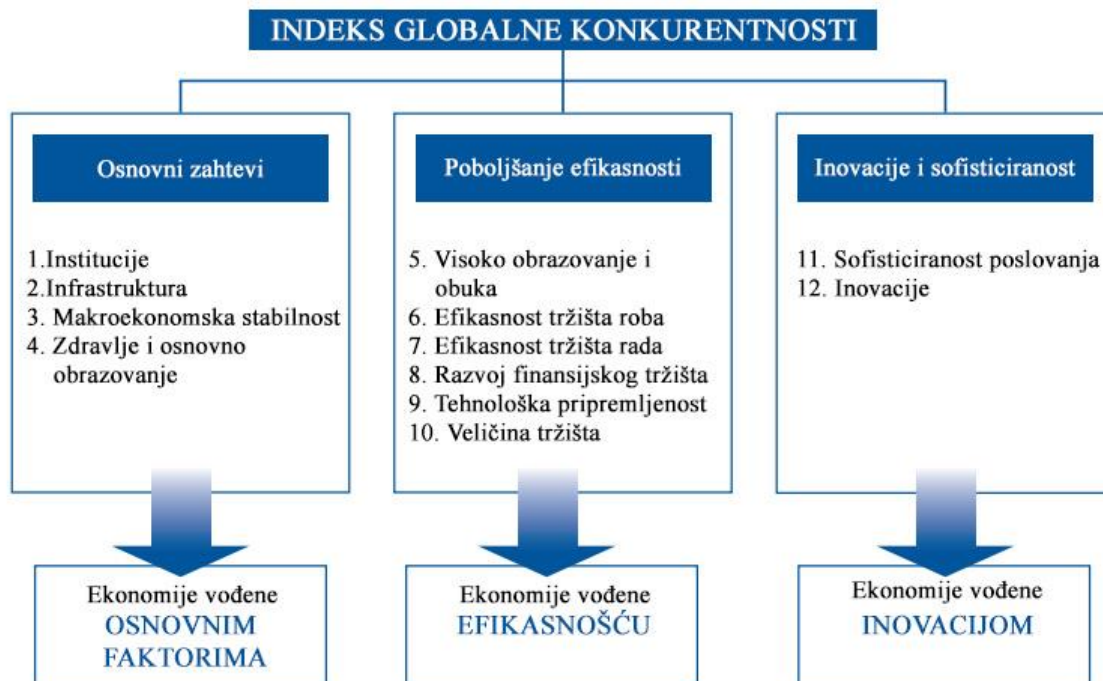 INDEKS GLOBALNE KONKURENTNOSTI
Osnovni zahtevi
1.Institucije
2.Infrastruktura
3. Makroekonomska stabilnost
4. Zdravlje i osnovno
obrazovanje
Ekonomije vođene
OSNOVNIM
FAKTORIMA
Poboljšanje efikasnosti
5. Visoko obrazovanje i
obuka
6. Efikasnost tržišta roba
7. Efikasnost tržišta rada
8. Razvoj finansijskog tržišta
9. Tehnološka pripremljenost
10. Veličina tržišta
Ekonomije vođene
EFIKASNOŠĆU
Inovacije i sofisticiranost
11. Sofisticiranost poslovanja
12. Inovacije
Ekonomije vođene
INOVACIJOM